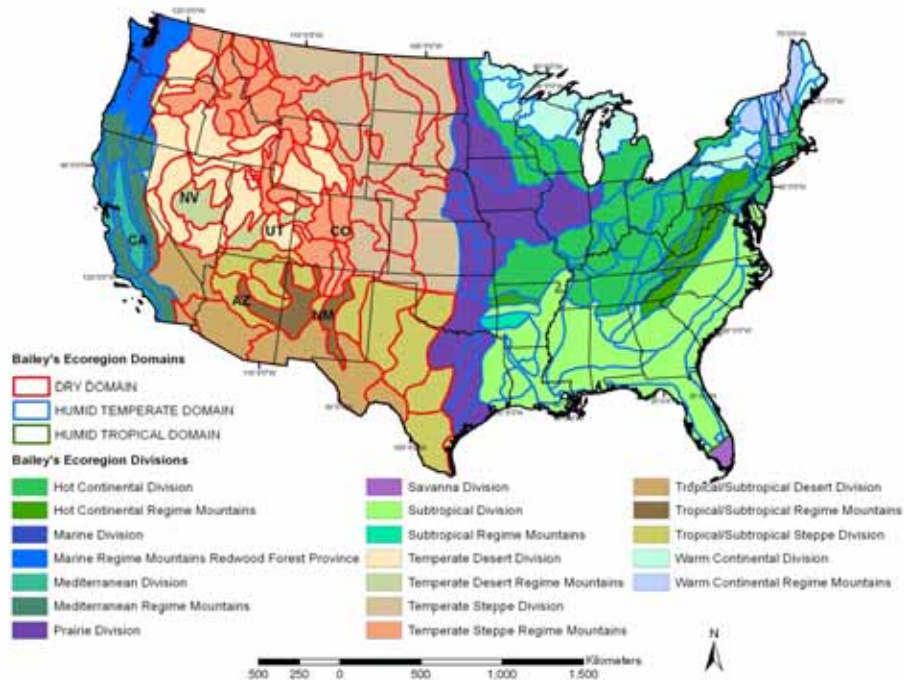 NV
UT
CO
CA
AZ
NM
Bailey's Ecoregion Domains
DRY DOMAIN
HUMID TEMPERATE DOMAIN
HUMID TROPICAL DOMAIN
Bailey's Ecoregion Divisions
Hot Continental Division
Hot Continental Regime Mountains
Marine Division
Marine Regime Mountains Redwood Forest Province
Mediterranean Division
Mediterranean Regime Mountains
Prairie Division
Savanna Division
Subtropical Division
Subtropical Regime Mountains
Temperate Desert Division
Temperate Desert Regime Mountains
Temperate Steppe Division
Temperate Steppe Regime Mountains
Tropical/Subtropical Desert Division
Tropical/Subtropical Regime Mountains
Tropical/Subtropical Steppe Division
Warm Continental Division
Warm Continental Regime Mountains
N
Kilometers
500 250 0 500 1,000 1,500